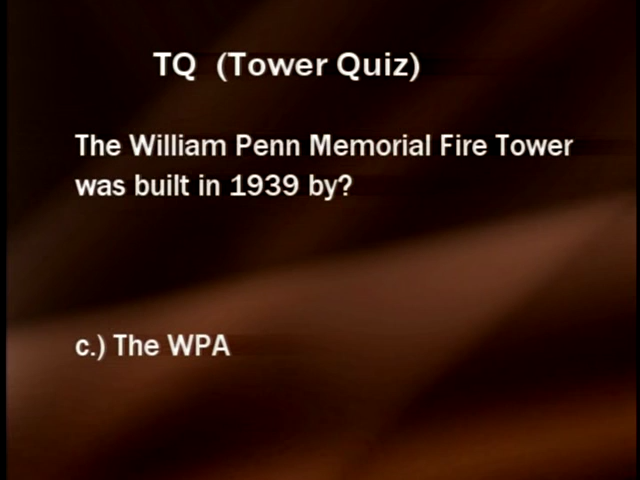 TQ (Tower Quiz)
The William Penn Memorial Fire Tower
was built in 1939 by?
c.) The WPA